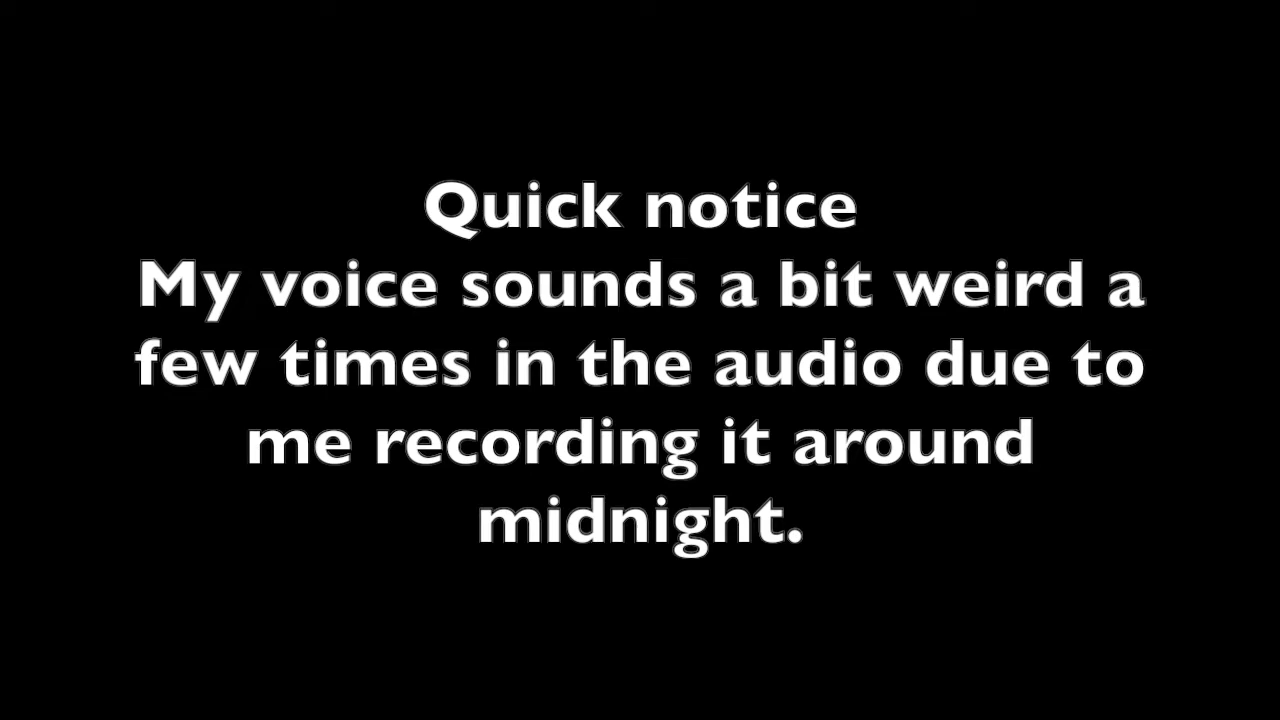 Quick notice
My voice sounds a bit weird a
few times in the audio due to
me recording it around
midnight.